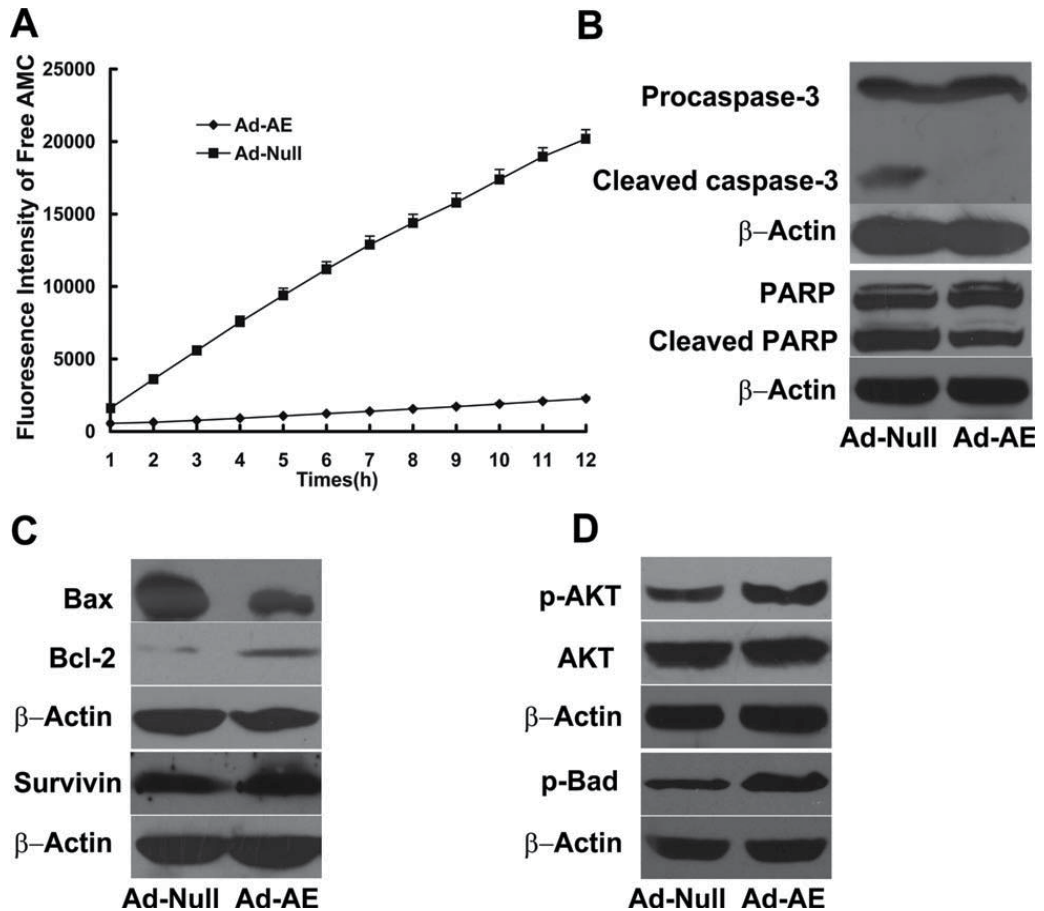 A
Fluoresence Intensity of Free AMC
25000
20000
15000
10000
5000
0
Ad-AE
Ad-Null
1 2 3 4 5 6 7 8 9 10 11 12
Times(h)
B
Procaspase-3
Cleaved caspase-3
β–Actin
PARP
Cleaved PARP
β–Actin
Ad-Null Ad-AE
C
Bax
Bcl-2
β–Actin
Survivin
β–Actin
Ad-Null Ad-AE
D
p-AKT
AKT
β–Actin
p-Bad
β–Actin
Ad-Null Ad-AE